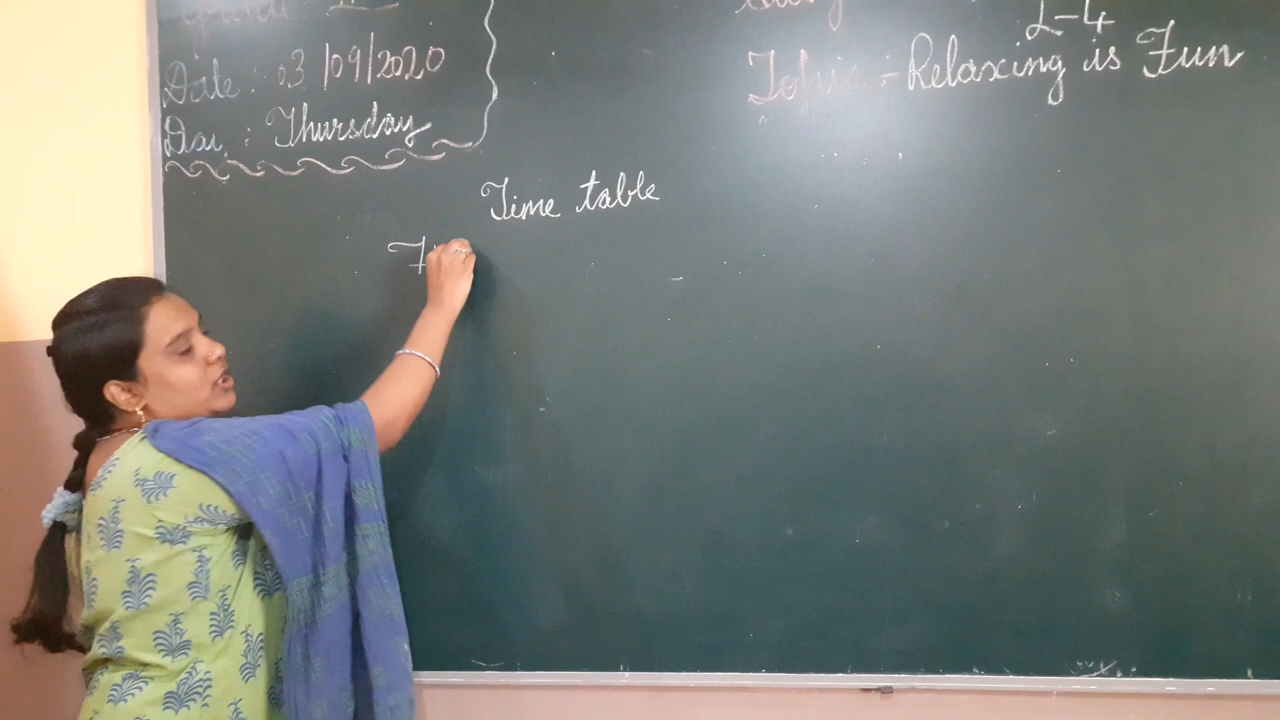 Date : 03/09/2020
Day : Thursday
L-4
Topic :- Relaxing is Fun
Time table